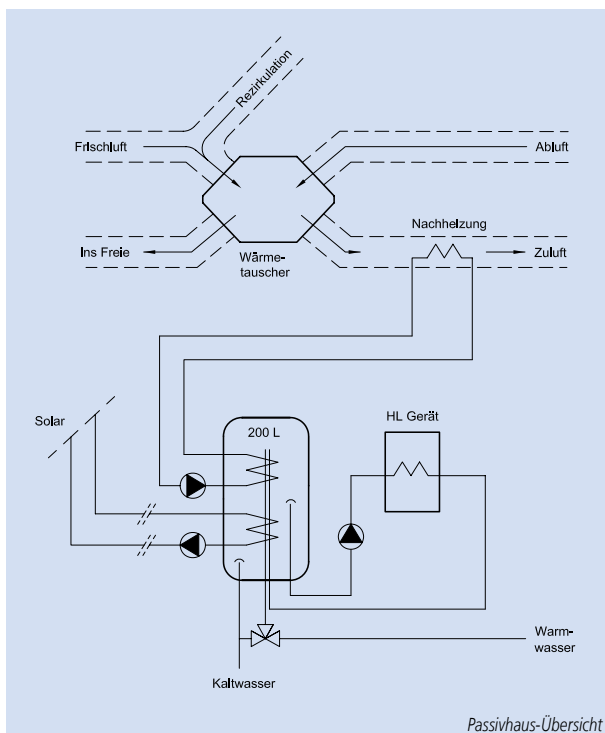 Rezirkulation
Frischluft
Abluft
Nachheizung
Ins Freie
Wärme-
tauscher
Zuluft
Solar
200 L
HL Gerät
Warm-
wasser
Kaltwasser
Passivhaus-Übersicht